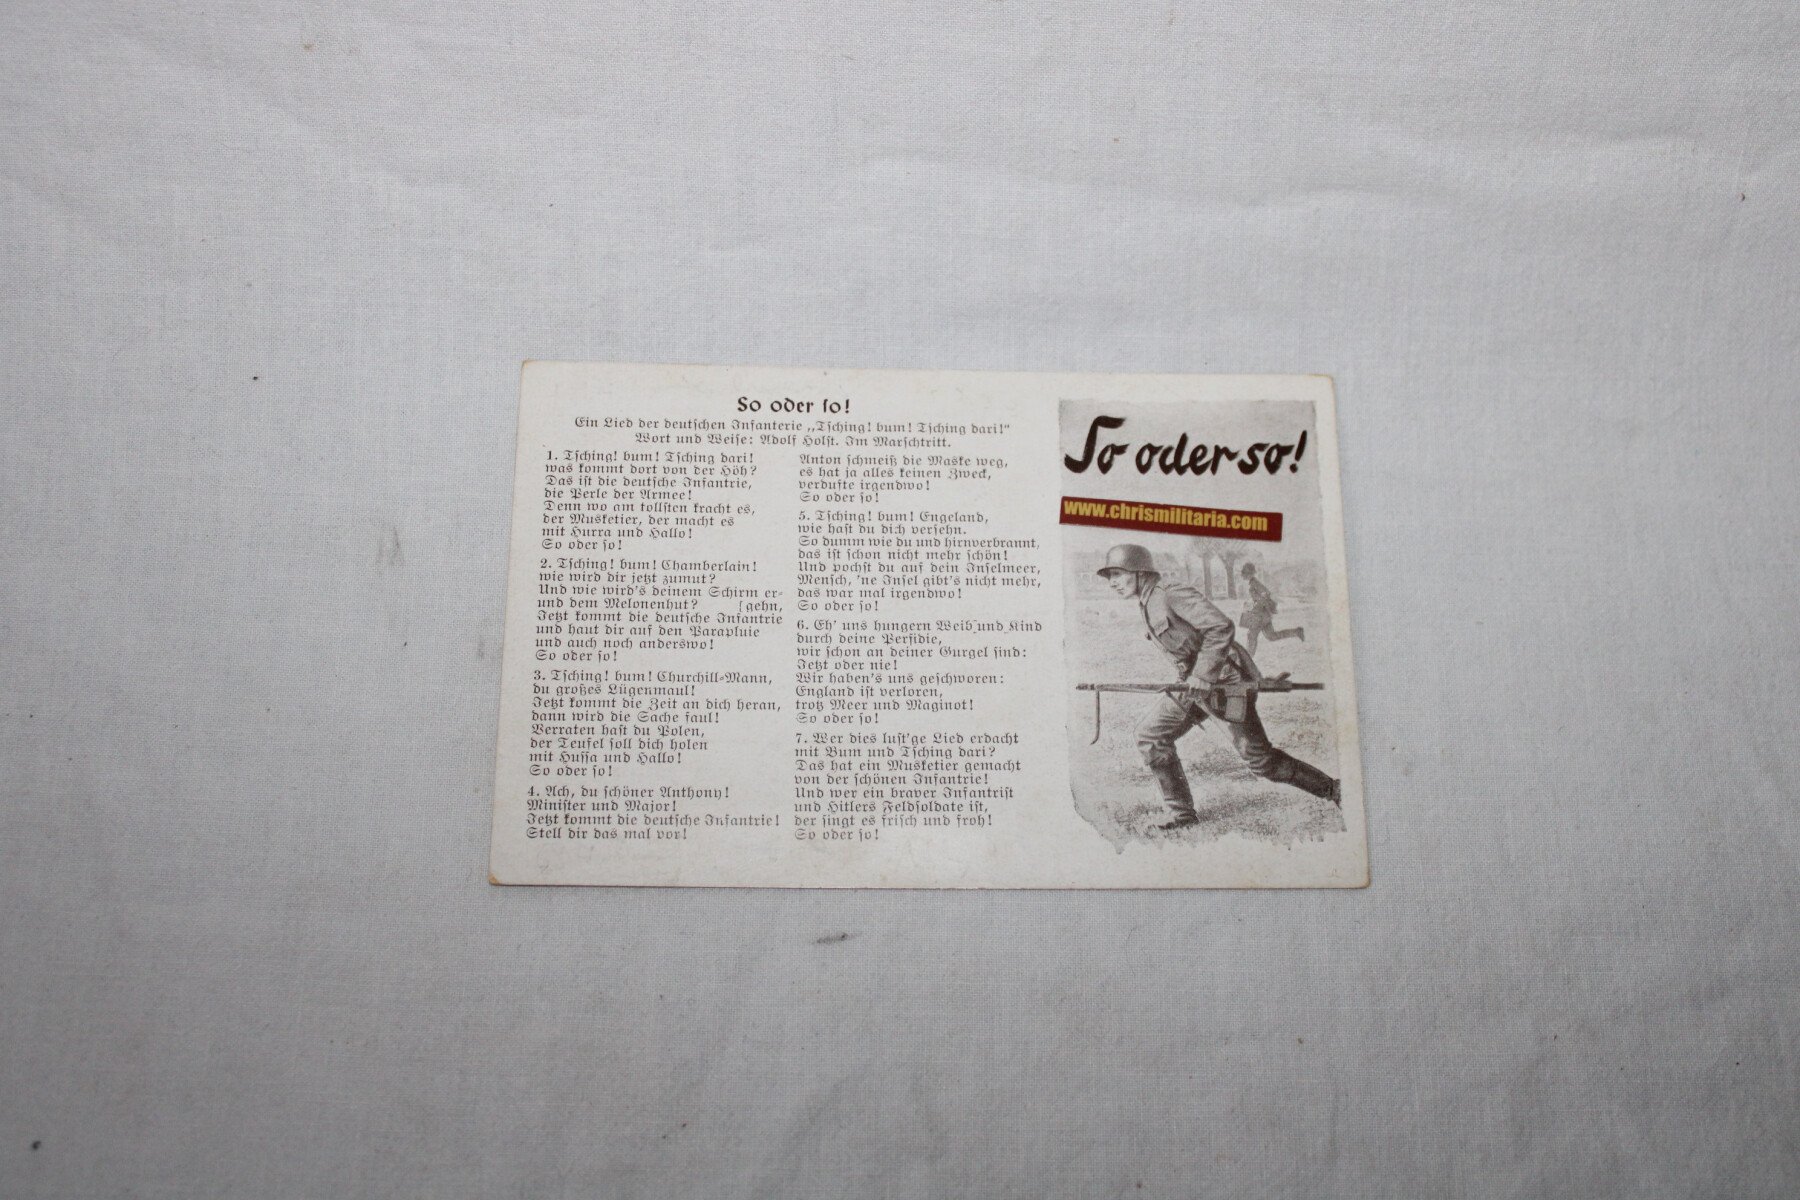 So oder so!
Ein Lied der deutschen Infanterie „Tsching! bum! Tsching dari!"
Wort und Weise: Adolf Holst. Im Marschtritt.
1. Tsching! bum! Tsching dari!
was kommt dort von der Höh?
Das ist die deutsche Infantrie,
die Perle der Armee!
Denn wo am tollsten kracht es,
der Musketier, der macht es
mit Hurra und Hallo!
So oder so!
2. Tsching! bum! Chamberlain!
wie wird dir jetzt zumut?
Und wie wird's deinem Schirm er-
und dem Melonenhut? [gehn,
Jetzt kommt die deutsche Infantrie
und haut dir auf den Parapluie
und auch noch anderswo!
So oder so!
3. Tsching! bum! Churchill-Mann,
du großes Lügenmaul!
Jetzt kommt die Zeit an dich heran,
dann wird die Sache faul!
Verraten hast du Polen,
der Teufel soll dich holen
mit Hussa und Hallo!
So oder so!
4. Ach, du schöner Anthony!
Minister und Major!
Jetzt kommt die deutsche Infantrie!
Stell dir das mal vor!
Anton schmeiß die Maske weg,
es hat ja alles keinen Zweck,
verdufte irgendwo!
So oder so!
5. Tsching! bum! Engeland,
wie hast du dich versehn.
So dumm wie du und hirnverbrannt,
das ist schon nicht mehr schön!
Und pochst du auf dein Inselmeer,
Mensch, 'ne Insel gibt's nicht mehr,
das war mal irgendwo!
So oder so!
6. Eh' uns hungern Weib und Kind
durch deine Perfidie,
wir schon an deiner Gurgel sind:
Jetzt oder nie!
Wir haben's uns geschworen:
England ist verloren,
trotz Meer und Maginot!
So oder so!
7. Wer dies lust'ge Lied erdacht
mit Bum und Tsching dari?
Das hat ein Musketier gemacht
von der schönen Infantrie!
Und wer ein braver Infantrist
und Hitlers Feldsoldate ist,
der singt es frisch und froh!
So oder so!
So oder so!
www.chrismilitaria.com